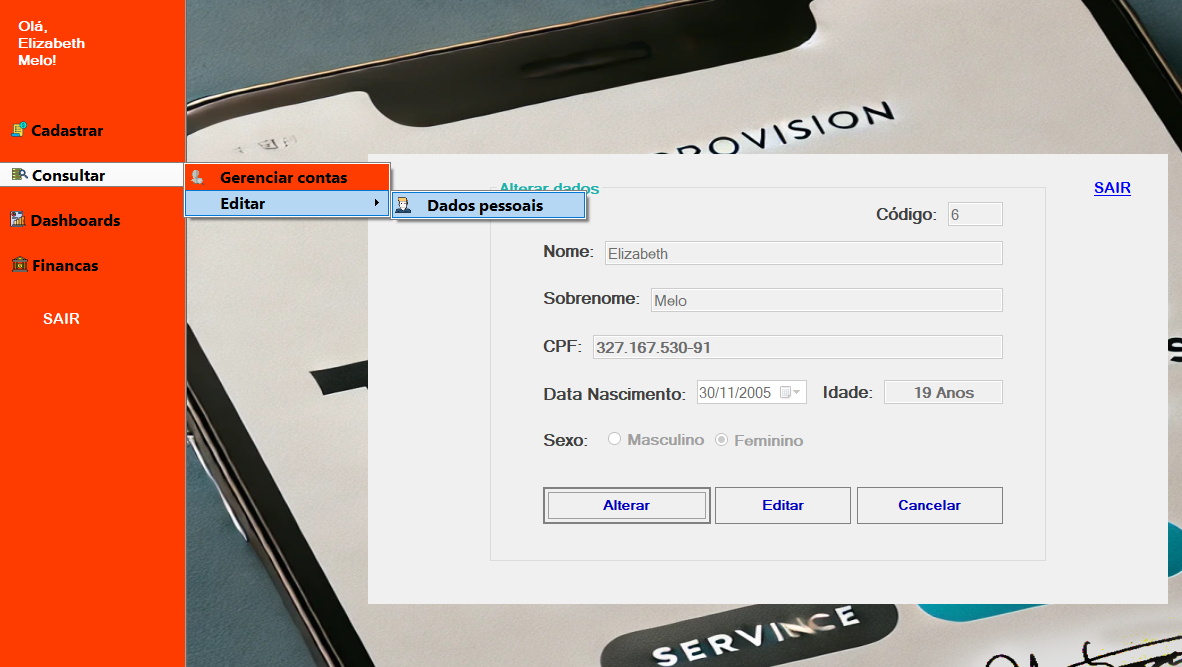 Olá,
Elizabeth
Melo!
Cadastrar
Consultar
Dashboards
Financas
SAIR
Gerenciar contas
Editar
Dados pessoais
Alterar dados
SAIR
Código: 6
Nome: Elizabeth
Sobrenome: Melo
CPF: 327.167.530-91
Data Nascimento: 30/11/2005 Idade: 19 Anos
Sexo: Masculino Feminino
Alterar Editar Cancelar
SERVINCE